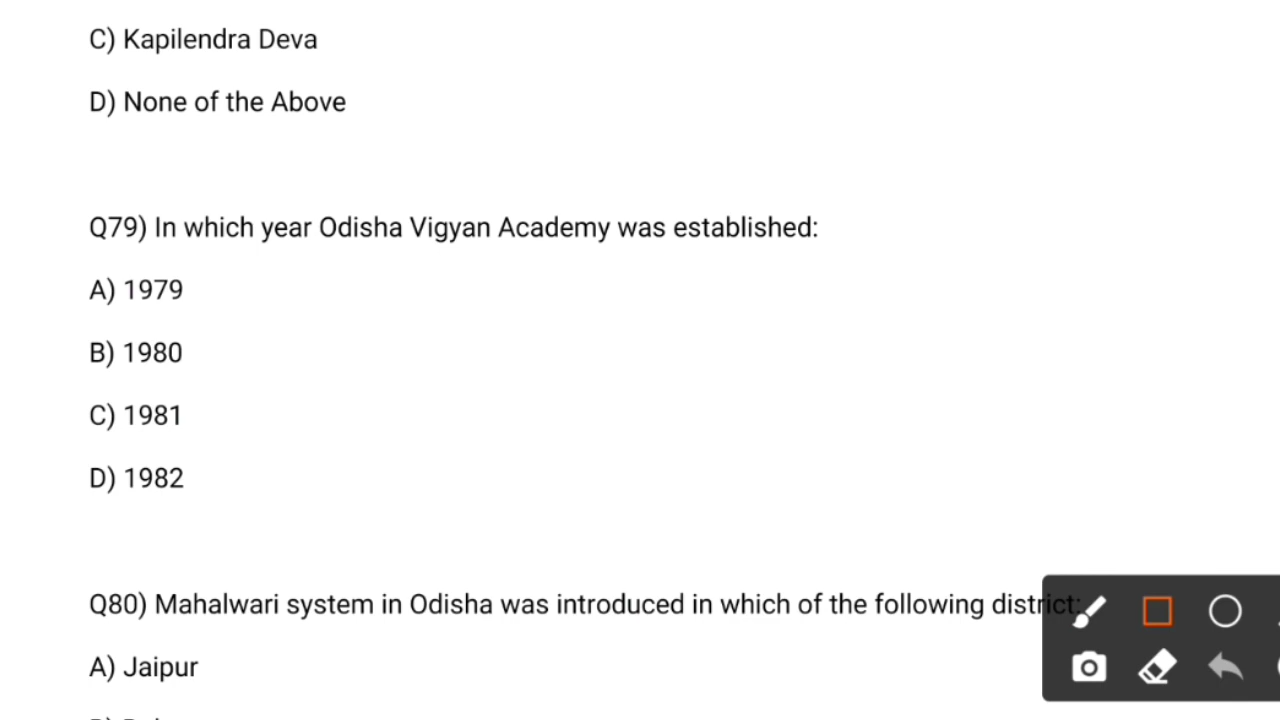 C) Kapilendra Deva
D) None of the Above
Q79) In which year Odisha Vigyan Academy was established:
A) 1979
B) 1980
C) 1981
D) 1982
Q80) Mahalwari system in Odisha was introduced in which of the following district:
A) Jaipur